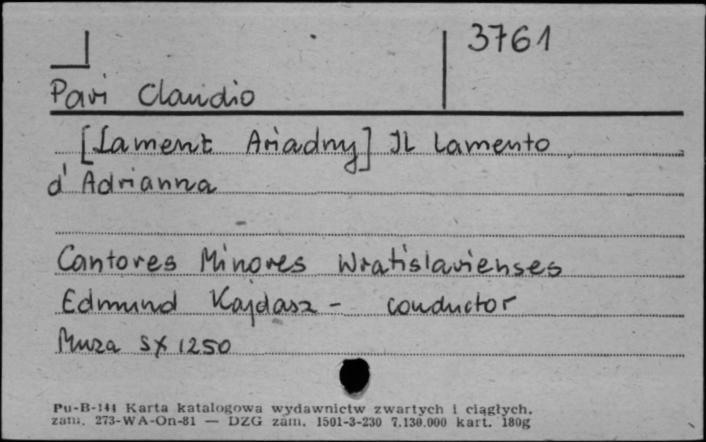 3761
Pari Claudio
[Lament Ariadny] Il Lamento
d'Adrianna
Cantores Minores Wratislavienses
Edmund Kajdasz - conductor
Muza SX 1250
Pu-B-144 Karta katalogowa wydawnictw zwartych i ciągłych.
zam. 273-WA-On-81 — DZG zam. 1501-3-230 7.130.000 kart. 180g